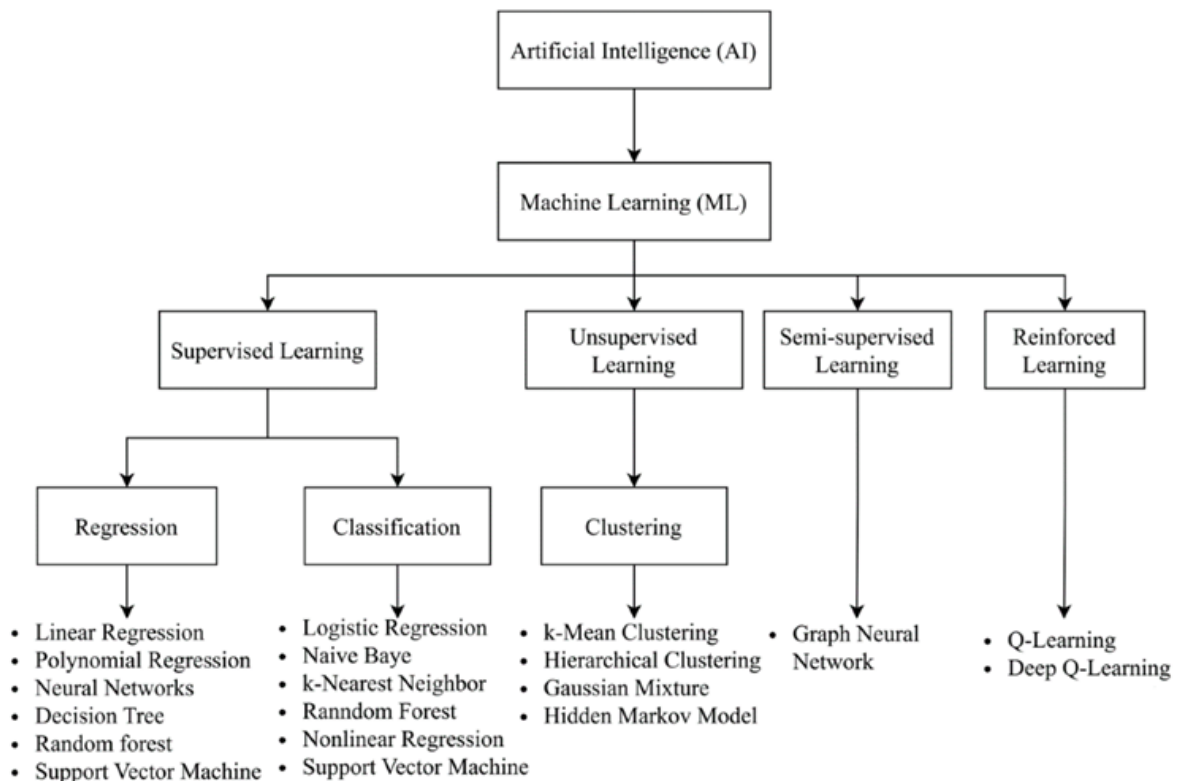 Artificial Intelligence (AI)
Machine Learning (ML)
Supervised Learning
Unsupervised
Learning
Semi-supervised
Learning
Reinforced
Learning
Regression
Classification
Clustering
• Linear Regression
• Polynomial Regression
• Neural Networks
• Decision Tree
• Random forest
• Support Vector Machine
• Logistic Regression
• Naive Baye
• k-Nearest Neighbor
• Ranndom Forest
• Nonlinear Regression
• Support Vector Machine
• k-Mean Clustering
• Hierarchical Clustering
• Gaussian Mixture
• Hidden Markov Model
• Graph Neural
Network
• Q-Learning
• Deep Q-Learning